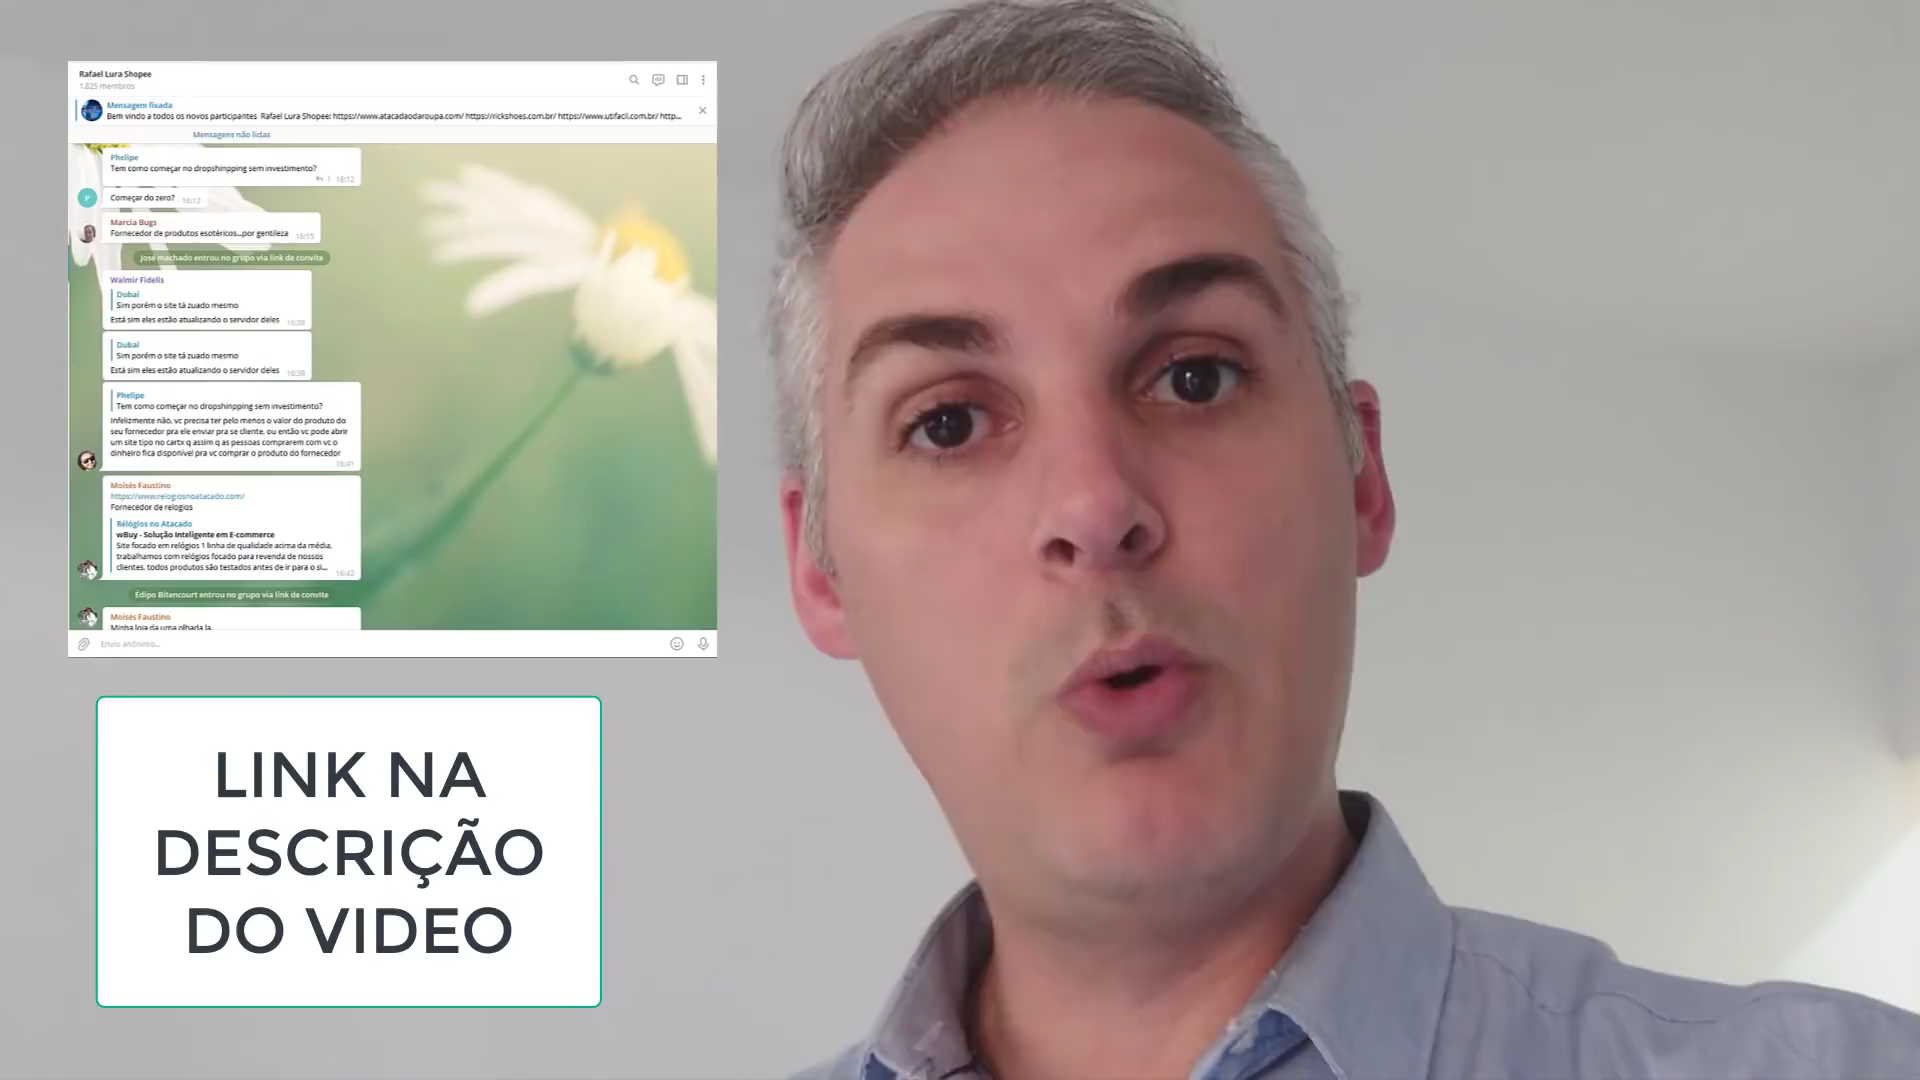 Rafael Lura Shopee
1.825 membros
Mensagem fixada
Bem vindo a todos os novos participantes Rafael Lura Shopee: https://www.atacadaodaroupa.com/ https://rickshoes.com.br/ https://www.utifacil.com.br/ http...
Mensagens não lidas
Phelipe
Tem como começar no dropshinpping sem investimento?
1 16:12
P
Começar do zero? 16:12
Marcia Bugs
Fornecedor de produtos esotéricos...por gentileza 16:15
José machado entrou no grupo via link de convite
Walmir Fidelis
Dubai
Sim porém o site tá zuado mesmo
Está sim eles estão atualizando o servidor deles 16:38
Dubai
Sim porém o site tá zuado mesmo
Está sim eles estão atualizando o servidor deles 16:38
Phelipe
Tem como começar no dropshinpping sem investimento?
Infelizmente não, vc precisa ter pelo menos o valor do produto do
seu fornecedor pra ele enviar pra se cliente, ou então vc pode abrir
um site tipo no cartx q assim q as pessoas comprarem com vc o
dinheiro fica disponível pra vc comprar o produto do fornecedor
16:41
Moisés Faustino
https://www.relogiosnoatacado.com/
Fornecedor de relogios
Relógios no Atacado
wBuy - Solução Inteligente em E-commerce
Site focado em relógios 1 linha de qualidade acima da média,
trabalhamos com relógios focado para revenda de nossos
clientes. todos produtos são testados antes de ir para o si...
16:42
Édipo Bitencourt entrou no grupo via link de convite
Moisés Faustino
Minha loja da uma olhada la.
Envio anônimo...
LINK NA
DESCRIÇÃO
DO VIDEO